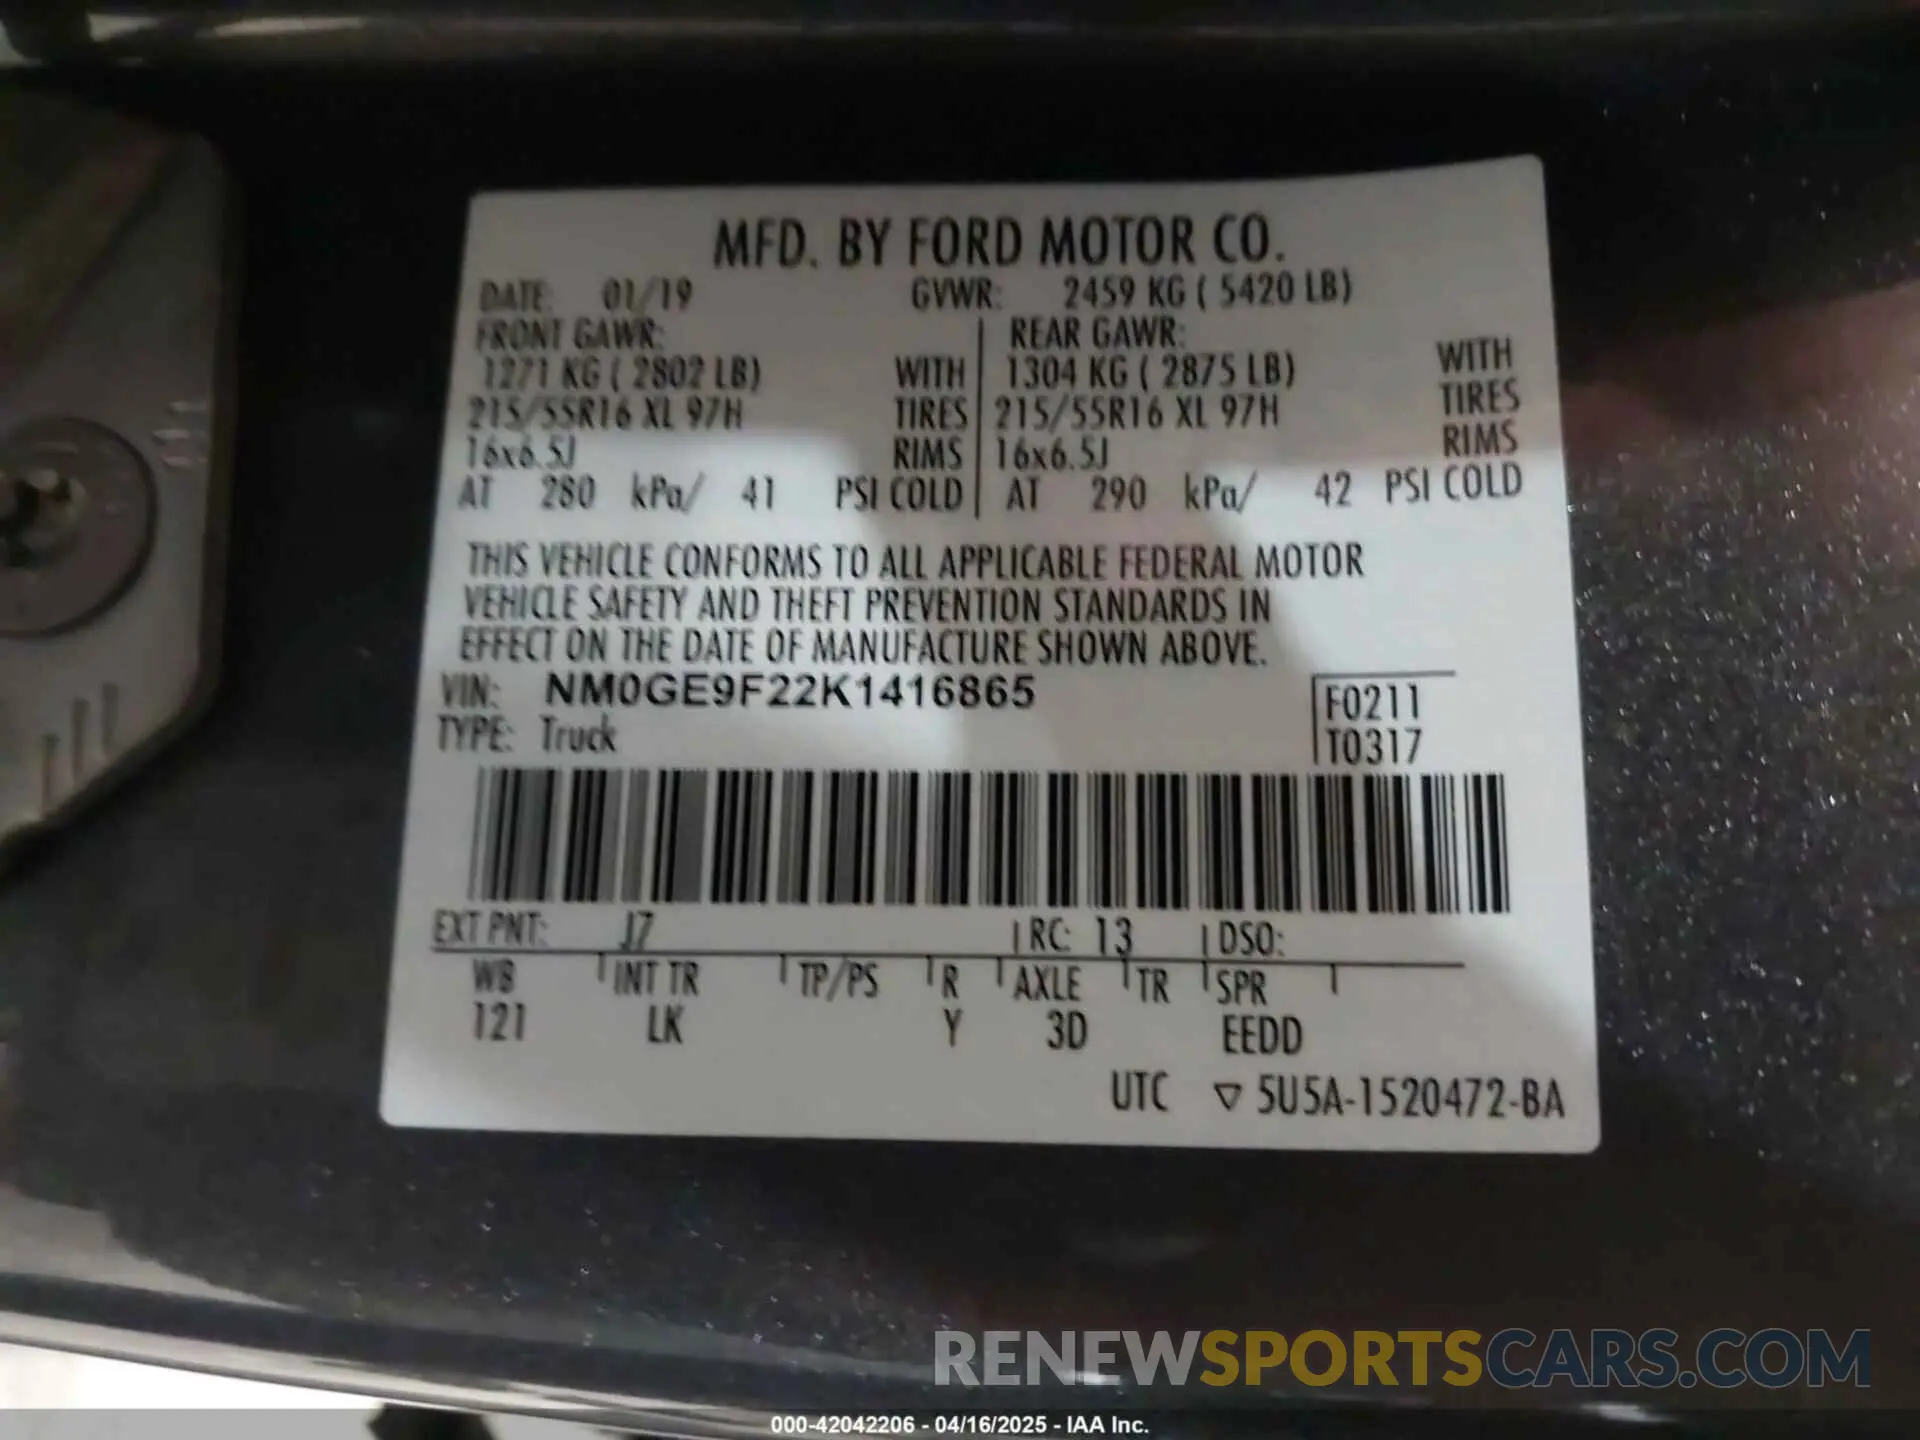 MFD. BY FORD MOTOR CO.
DATE: 01/19 GVWR: 2459 KG ( 5420 LB)
FRONT GAWR: REAR GAWR:
1271 KG ( 2802 LB) WITH 1304 KG ( 2875 LB) WITH
215/55R16 XL 97H TIRES 215/55R16 XL 97H TIRES
16x6.5J RIMS 16x6.5J RIMS
AT 280 kPa/ 41 PSI COLD AT 290 kPa/ 42 PSI COLD
THIS VEHICLE CONFORMS TO ALL APPLICABLE FEDERAL MOTOR
VEHICLE SAFETY AND THEFT PREVENTION STANDARDS IN
EFFECT ON THE DATE OF MANUFACTURE SHOWN ABOVE.
VIN: NM0GE9F22K1416865 F0211
TYPE: Truck T0317
EXT PNT: J7 RC: 13 DSO:
WB INT TR TP/PS R AXLE TR SPR
121 LK Y 3D EEDD
UTC ▽ 5U5A-1520472-BA
RENEWSPORTSCARS.COM
000-42042206 - 04/16/2025 - IAA Inc.